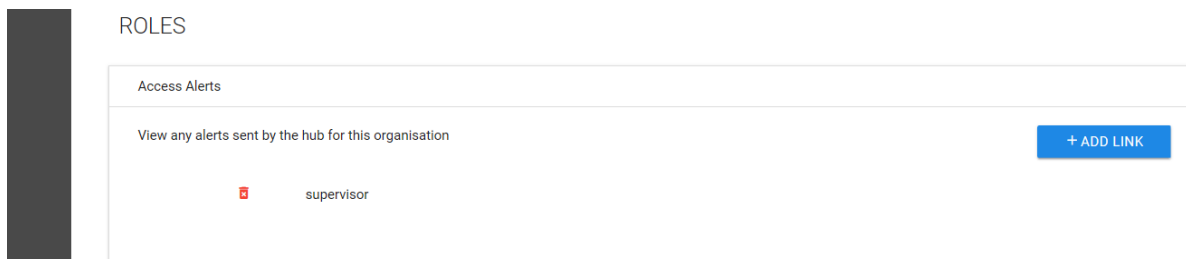 ROLES
Access Alerts
View any alerts sent by the hub for this organisation
+ ADD LINK
supervisor